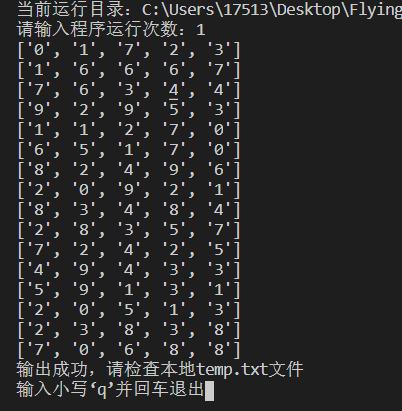 当前运行目录：C:\Users\17513\Desktop\Flying
请输入程序运行次数：1
['0', '1', '7', '2', '3']
['1', '6', '6', '6', '7']
['7', '6', '3', '4', '4']
['9', '2', '9', '5', '3']
['1', '1', '2', '7', '0']
['6', '5', '1', '7', '0']
['8', '2', '4', '9', '6']
['2', '0', '9', '2', '1']
['8', '3', '4', '8', '4']
['2', '8', '3', '5', '7']
['7', '2', '4', '2', '5']
['4', '9', '4', '3', '3']
['5', '9', '1', '3', '1']
['2', '0', '5', '1', '3']
['2', '3', '8', '3', '8']
['7', '0', '6', '8', '8']
输出成功，请检查本地temp.txt文件
输入小写‘q’并回车退出